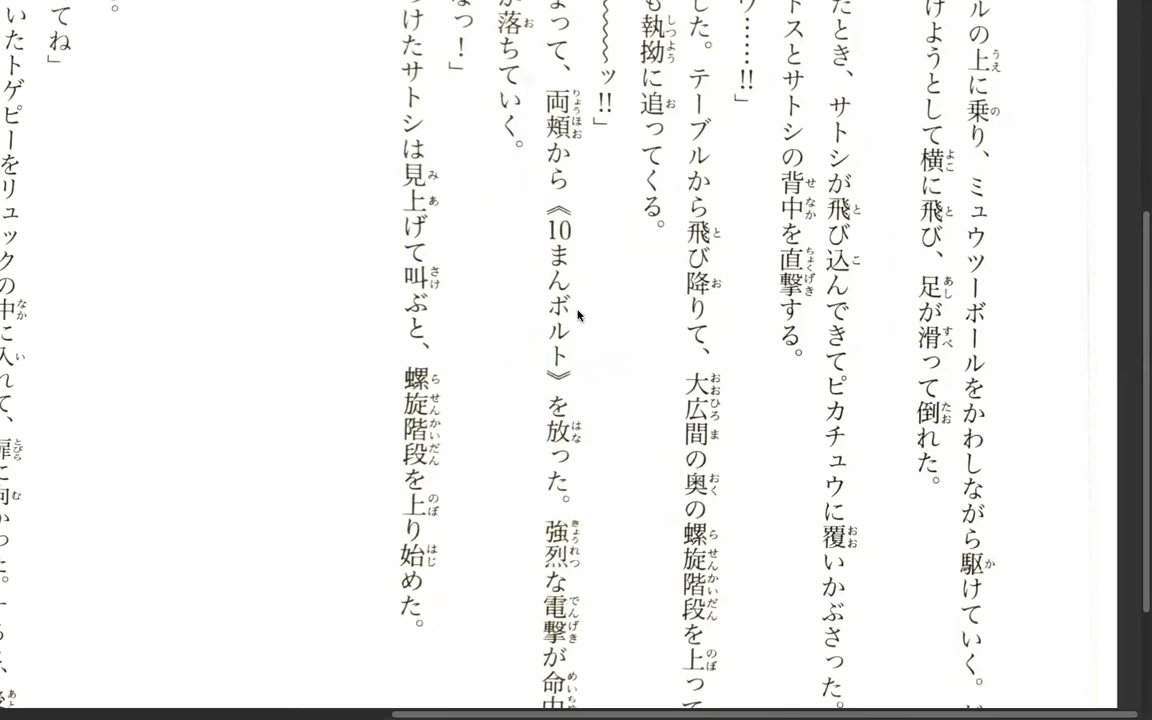 ルの上に乗り、ミュウツーボールをかわしながら駆けていく。
けようとして横に飛び、足が滑って倒れた。
たとき、サトシが飛び込んできてピカチュウに覆いかぶさった。
トスとサトシの背中を直撃する。
ウ……!!」
した。テーブルから飛び降りて、大広間の奥の螺旋階段を上って
も執拗に追ってくる。
〜〜〜〜ッ!!」
まって、両頬から《10まんボルト》を放った。強烈な電撃が命中
が落ちていく。
なっ!」
つけたサトシは見上げて叫ぶと、螺旋階段を上り始めた。
。
てね」
いたトゲピーをリュックの中に入れて、扉に向かった。